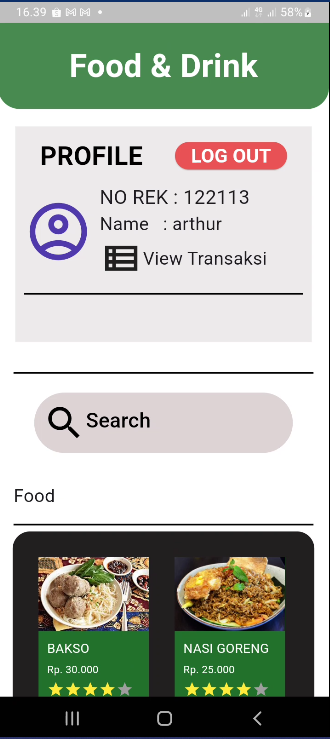 16.39 58%
Food & Drink
PROFILE LOG OUT
NO REK : 122113
Name : arthur
View Transaksi
Search
Food
BAKSO NASI GORENG
Rp. 30.000 Rp. 25.000